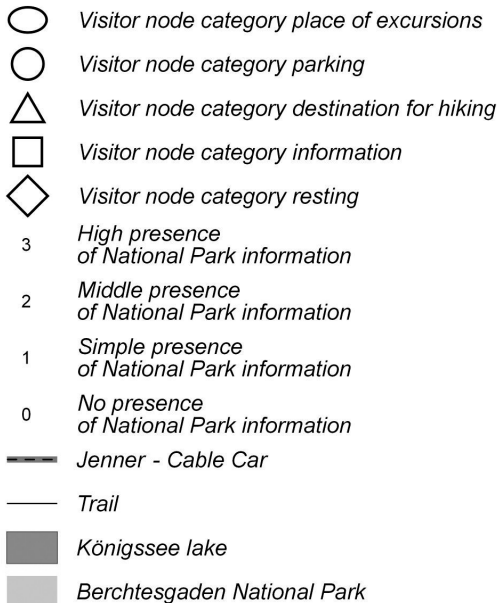 Visitor node category place of excursions
Visitor node category parking
Visitor node category destination for hiking
Visitor node category information
Visitor node category resting
3 High presence
of National Park information
2 Middle presence
of National Park information
1 Simple presence
of National Park information
0 No presence
of National Park information
Jenner - Cable Car
Trail
Königssee lake
Berchtesgaden National Park